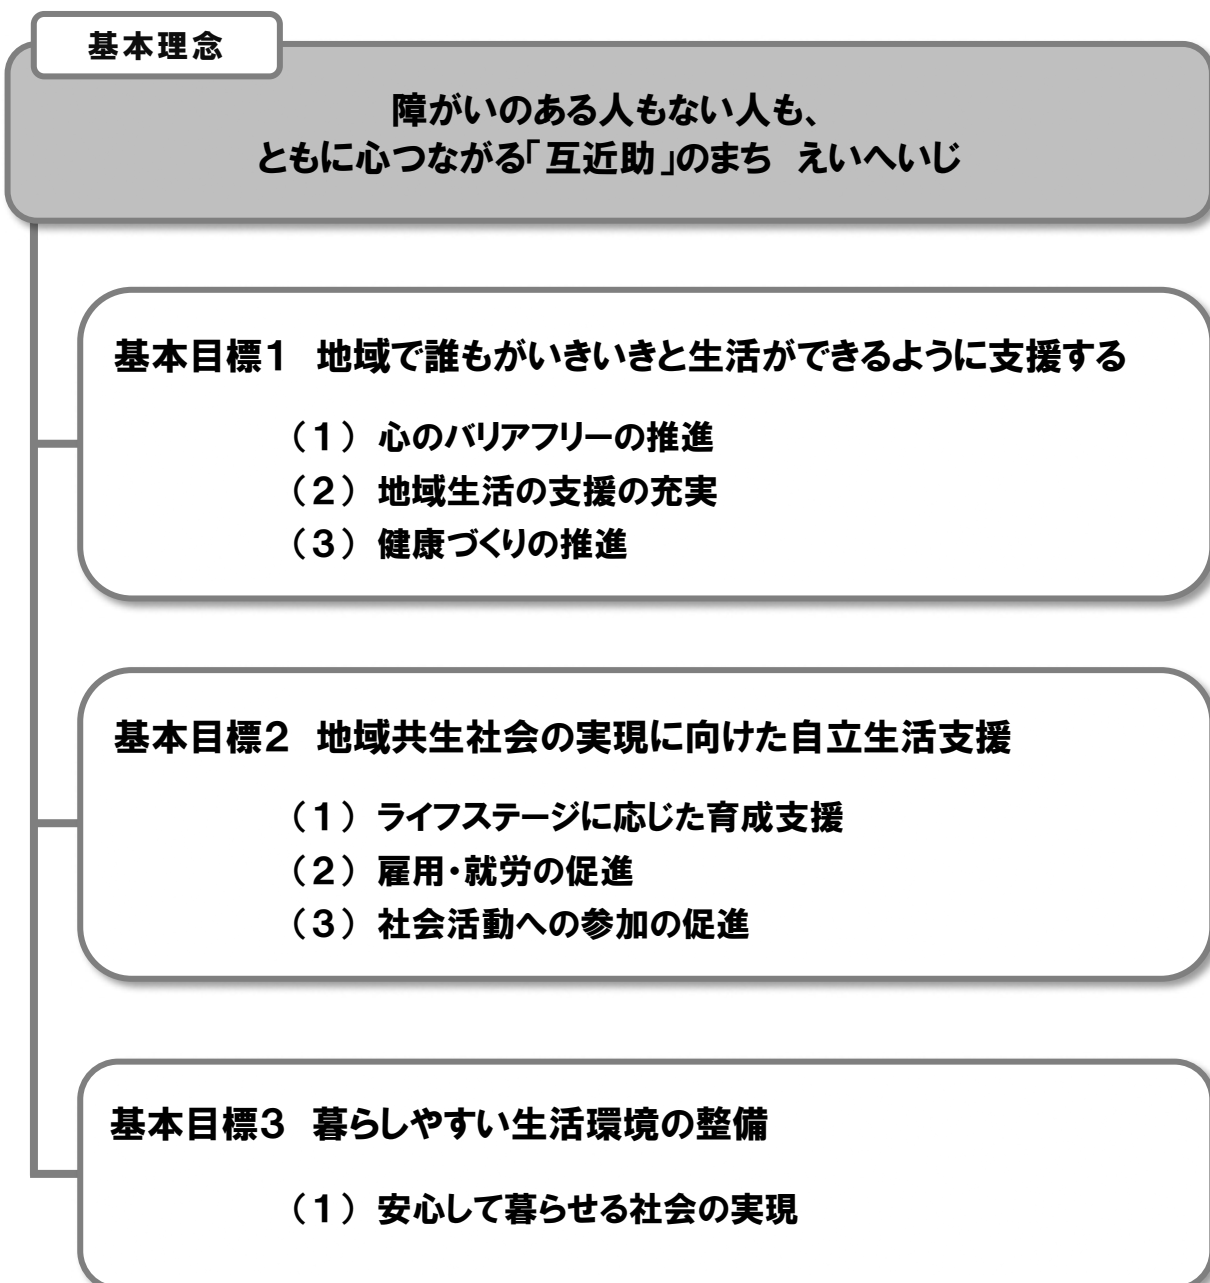 基本理念
障がいのある人もない人も、
ともに心つながる「互近助」のまち　えいへいじ
基本目標１　地域で誰もがいきいきと生活ができるように支援する
（１）心のバリアフリーの推進
（２）地域生活の支援の充実
（３）健康づくりの推進
基本目標２　地域共生社会の実現に向けた自立生活支援
（１）ライフステージに応じた育成支援
（２）雇用・就労の促進
（３）社会活動への参加の促進
基本目標３　暮らしやすい生活環境の整備
（１）安心して暮らせる社会の実現